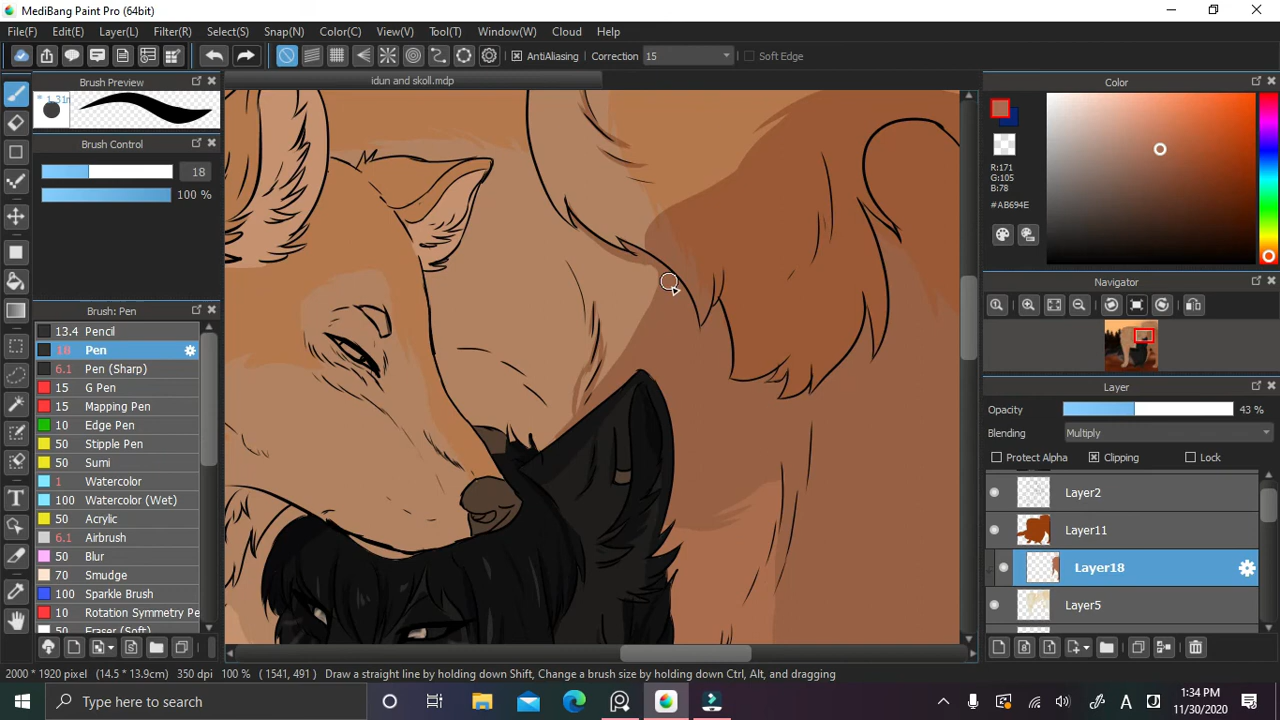 MediBang Paint Pro (64bit)
File(F) Edit(E) Layer(L) Filter(R) Select(S) Snap(N) Color(C) View(V) Tool(T) Window(W) Cloud Help
AntiAliasing Correction 15 Soft Edge
Brush Preview
idun and skoll.mdp
Color
Brush Control
18
100 %
R:171
G:105
B:78
#AB694E
Navigator
Brush: Pen
13.4 Pencil
18 Pen
6.1 Pen (Sharp)
15 G Pen
15 Mapping Pen
10 Edge Pen
50 Stipple Pen
50 Sumi
1 Watercolor
100 Watercolor (Wet)
50 Acrylic
6.1 Airbrush
50 Blur
70 Smudge
100 Sparkle Brush
10 Rotation Symmetry Pe
50 Eraser (Soft)
Layer
Opacity 43 %
Blending Multiply
Protect Alpha Clipping Lock
Layer2
Layer11
Layer18
Layer5
2000 * 1920 pixel (14.5 * 13.9cm) 350 dpi 100 % (1541, 491) Draw a straight line by holding down Shift, Change a brush size by holding down Ctrl, Alt, and dragging
Type here to search
1:34 PM
11/30/2020